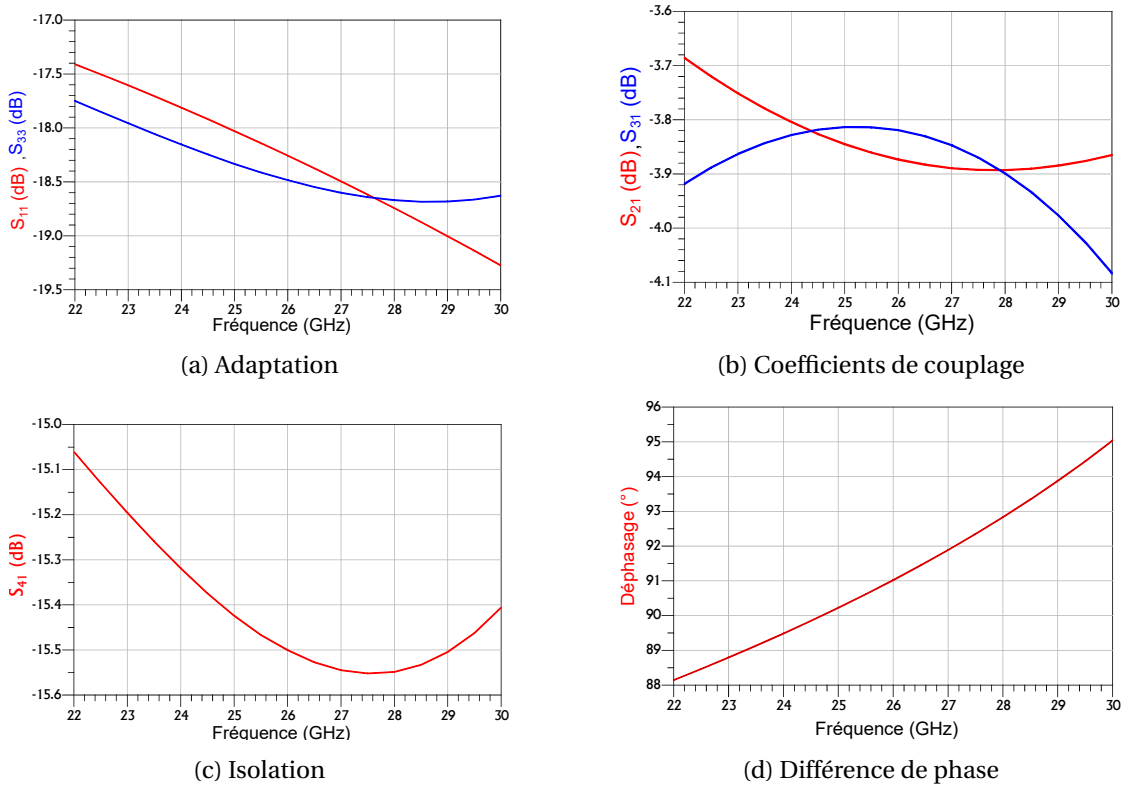 -17.0
-17.5
-18.0
-18.5
-19.0
-19.5
S11 (dB) ,S33 (dB)
22 23 24 25 26 27 28 29 30
Fréquence (GHz)
(a) Adaptation
-3.6
-3.7
-3.8
-3.9
-4.0
-4.1
S21 (dB),S31 (dB)
22 23 24 25 26 27 28 29 30
Fréquence (GHz)
(b) Coefficients de couplage
-15.0
-15.1
-15.2
-15.3
-15.4
-15.5
-15.6
S41 (dB)
22 23 24 25 26 27 28 29 30
Fréquence (GHz)
(c) Isolation
96
95
94
93
92
91
90
89
88
Déphasage (°)
22 23 24 25 26 27 28 29 30
Fréquence (GHz)
(d) Différence de phase